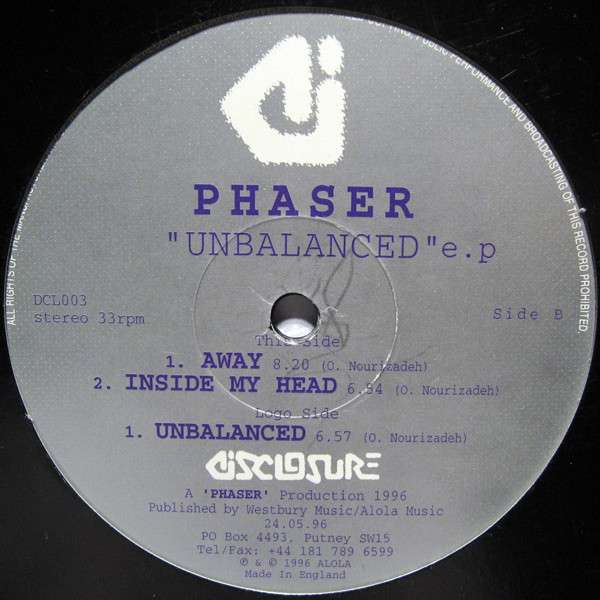 COPYING, PUBLIC PERFORMANCE AND BROADCASTING OF THIS RECORD PROHIBITED.
ALL RIGHTS OF THE
PHASER
"UNBALANCED"e.p
DCL003
stereo 33rpm
Side B
This Side
1. AWAY 8.20 (O. Nourizadeh)
2. INSIDE MY HEAD 6.54 (O. Nourizadeh)
Logo Side
1. UNBALANCED 6.57 (O. Nourizadeh)
DiSCLOSURE
A 'PHASER' Production 1996
Published by Westbury Music/Alola Music
24.05.96
PO Box 4493, Putney SW15
Tel/Fax: +44 181 789 6599
℗ & © 1996 ALOLA
Made In England